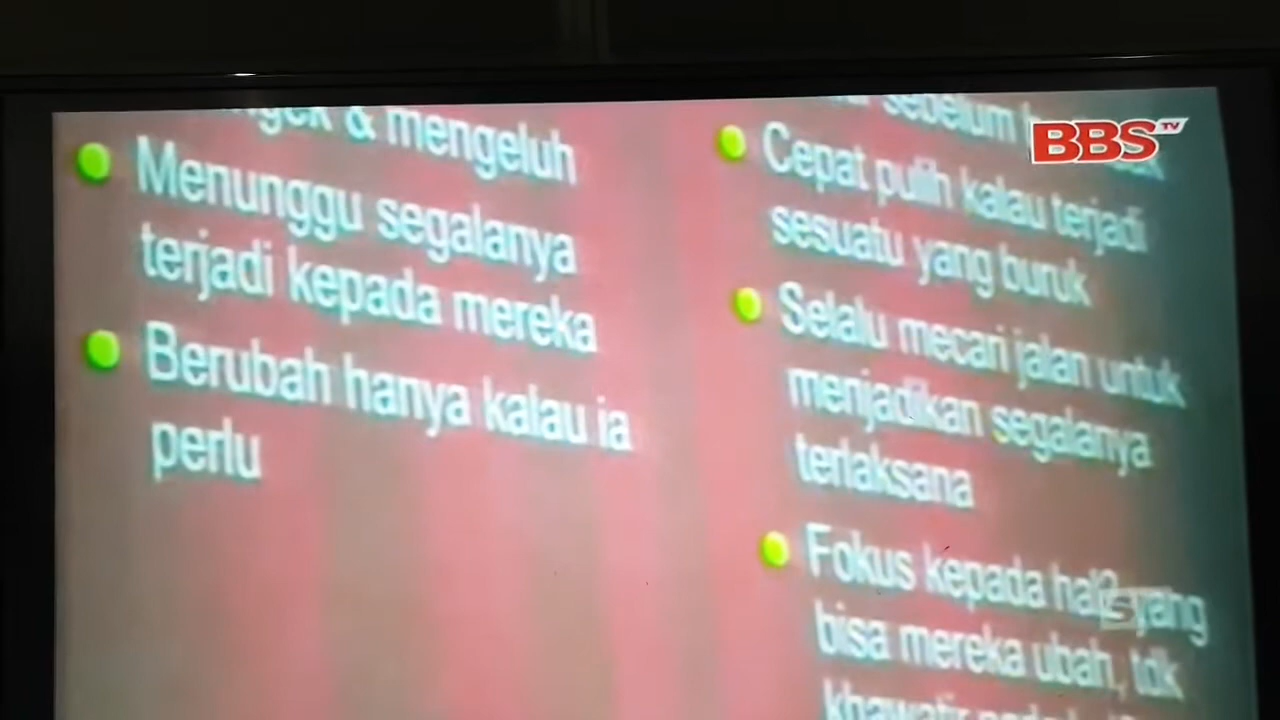 & mengeluh
Menunggu segalanya
terjadi kepada mereka
Berubah hanya kalau ia
perlu
sebelum
Cepat pulih kalau terjadi
sesuatu yang buruk
Selalu mecari jalan untuk
menjadikan segalanya
terlaksana
Fokus kepada hal2 yang
bisa mereka ubah, tdk
BBS TV